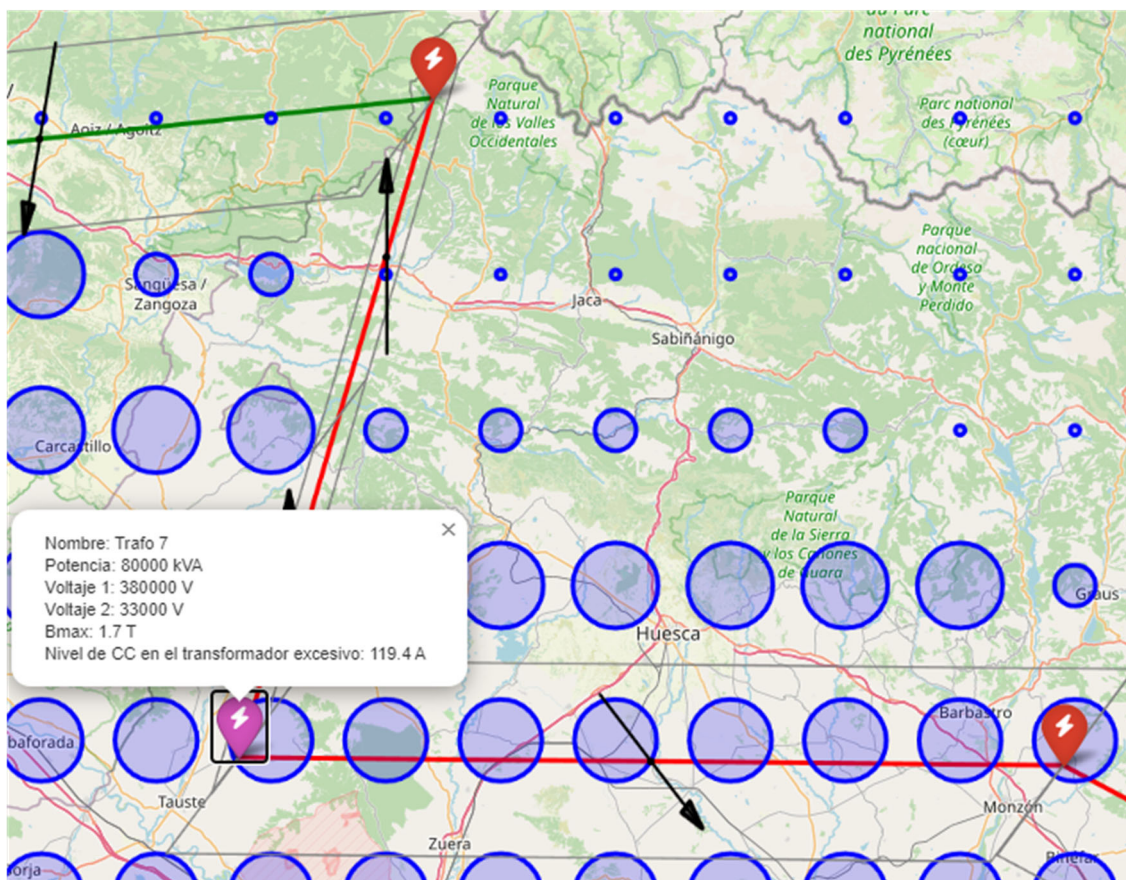 du Parc
national
des Pyrénées
Parque
Natural
de los Valles
Occidentales
Parc national
des Pyrénées
(cœur)
Aoiz / Agoitz
Parque
nacional
de Ordesa
y Monte
Perdido
Sangüesa /
Zangoza
Jaca
Sabiñánigo
Carcastillo
Parque
Natural
de la Sierra
y los Cañones
de Guara
Nombre: Trafo 7
Potencia: 80000 kVA
Voltaje 1: 380000 V
Voltaje 2: 33000 V
Bmax: 1.7 T
Nivel de CC en el transformador excesivo: 119.4 A
×
Graus
Huesca
baforada
Barbastro
Tauste
Monzón
Zuera
Binéfar
Borja